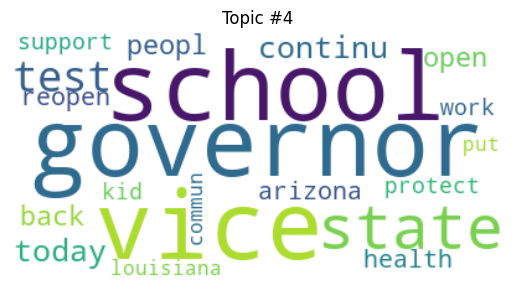 Topic #4
support
peopl
continu
open
test
school
reopen
work
governor
put
kid
commun
arizona
protect
back
vice
state
today
health
louisiana